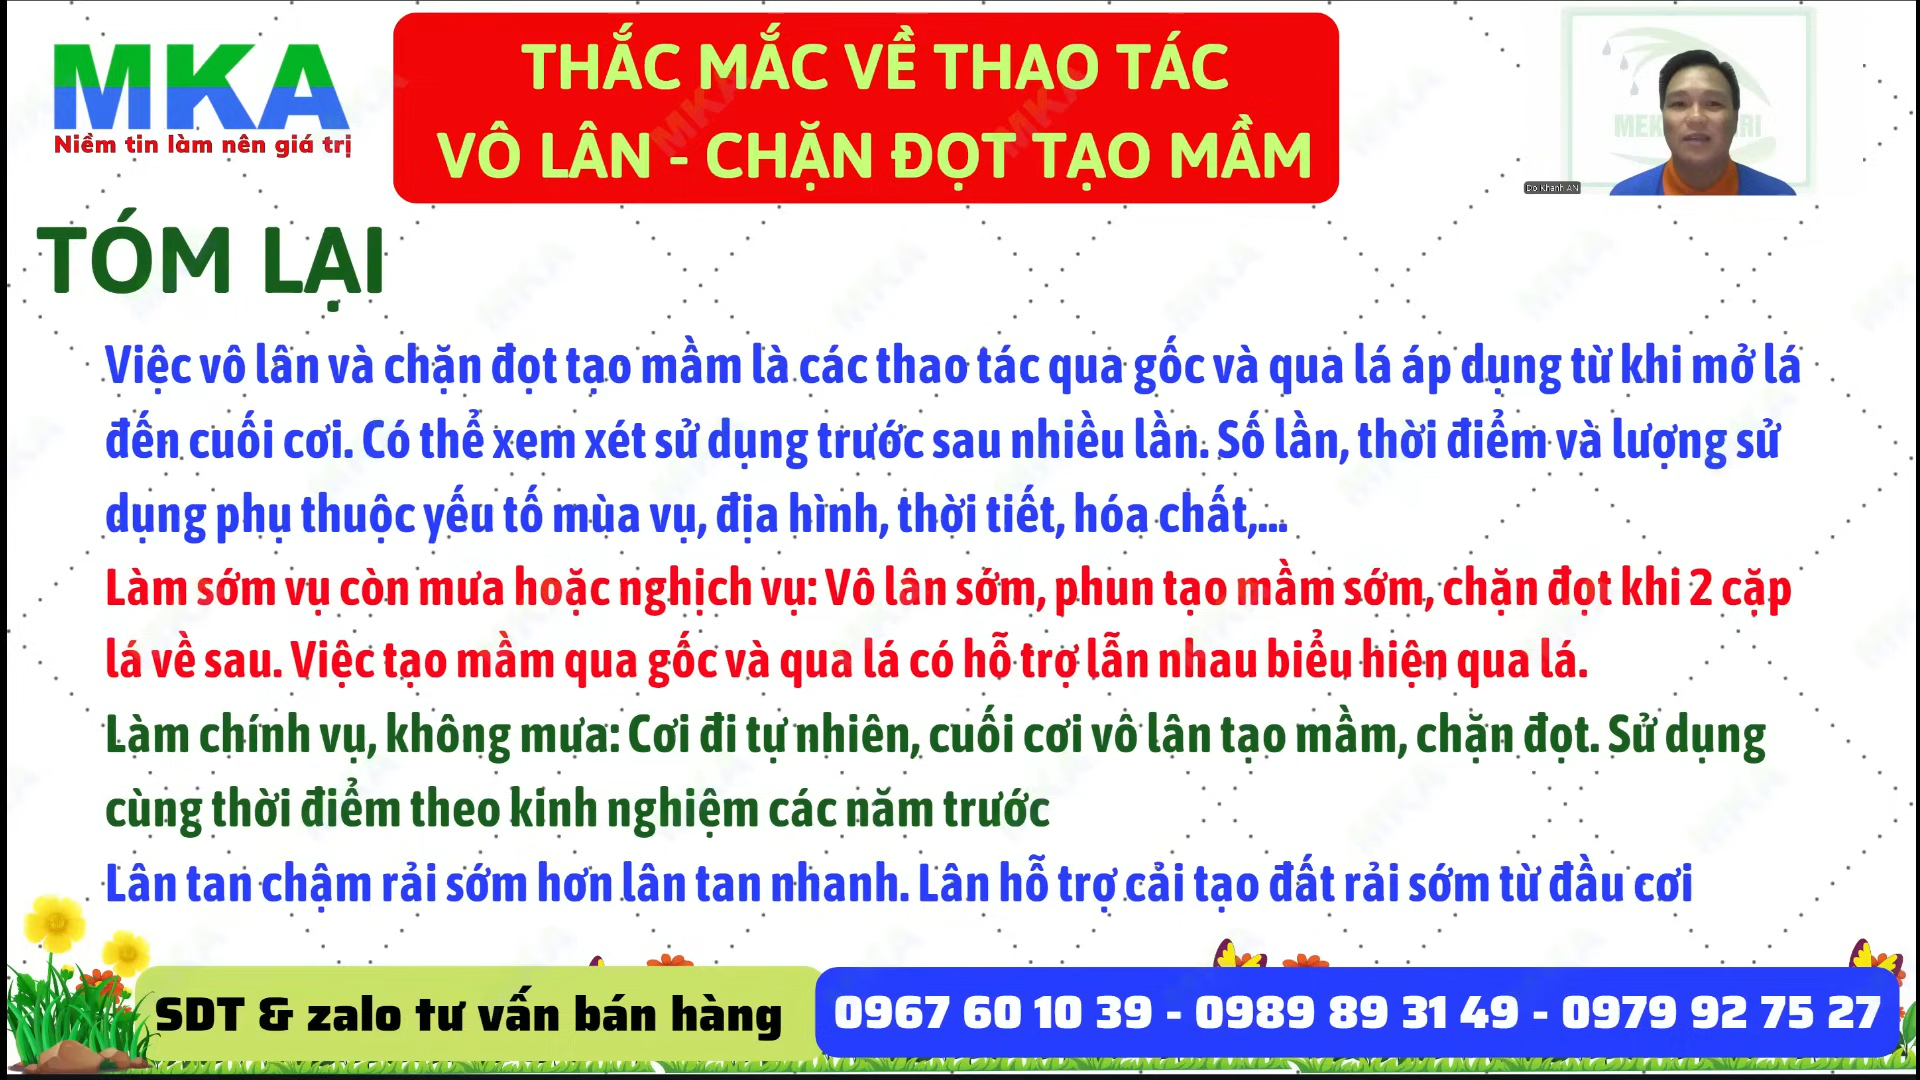 MKA
Niềm tin làm nên giá trị
THẮC MẮC VỀ THAO TÁC
VÔ LÂN - CHẶN ĐỌT TẠO MẦM
Do Khanh AN
TÓM LẠI
Việc vô lân và chặn đọt tạo mầm là các thao tác qua gốc và qua lá áp dụng từ khi mở lá
đến cuối cơi. Có thể xem xét sử dụng trước sau nhiều lần. Số lần, thời điểm và lượng sử
dụng phụ thuộc yếu tố mùa vụ, địa hình, thời tiết, hóa chất,...
Làm sớm vụ còn mưa hoặc nghịch vụ: Vô lân sớm, phun tạo mầm sớm, chặn đọt khi 2 cặp
lá về sau. Việc tạo mầm qua gốc và qua lá có hỗ trợ lẫn nhau biểu hiện qua lá.
Làm chính vụ, không mưa: Cơi đi tự nhiên, cuối cơi vô lân tạo mầm, chặn đọt. Sử dụng
cùng thời điểm theo kinh nghiệm các năm trước
Lân tan chậm rải sớm hơn lân tan nhanh. Lân hỗ trợ cải tạo đất rải sớm từ đầu cơi
SDT & zalo tư vấn bán hàng
0967 60 10 39 - 0989 89 31 49 - 0979 92 75 27